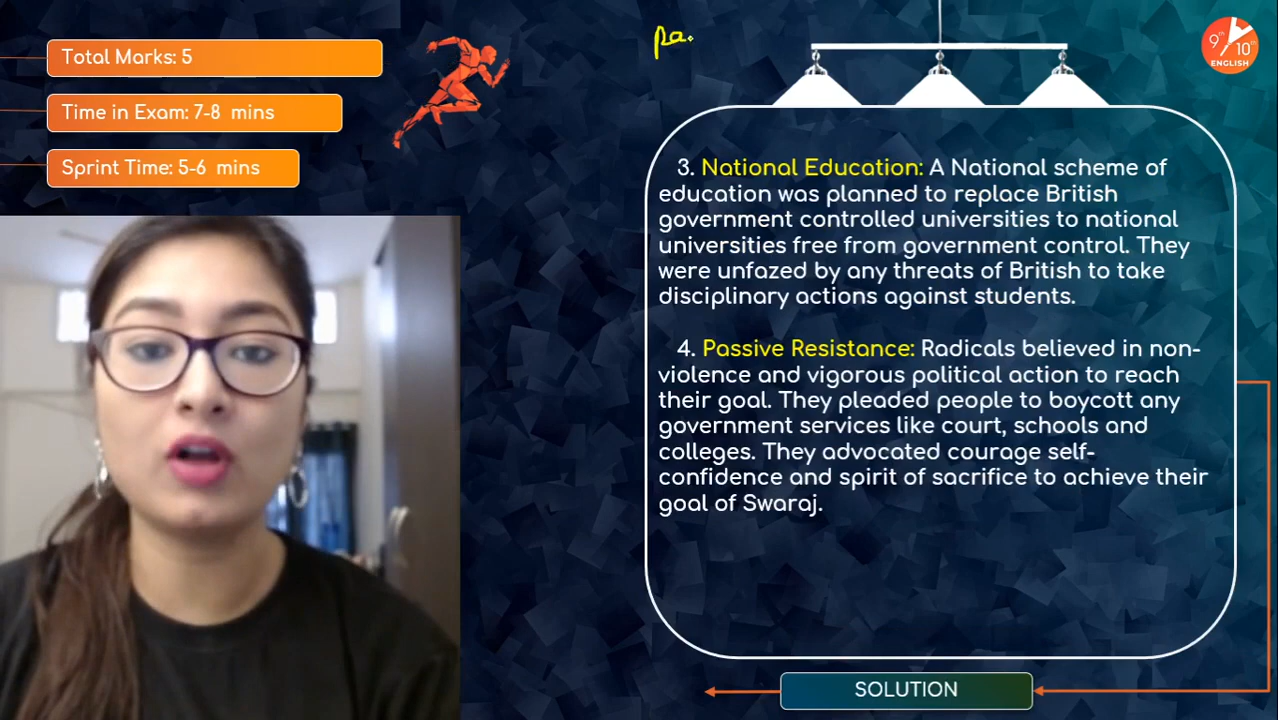 Total Marks: 5
Time in Exam: 7-8 mins
Sprint Time: 5-6 mins
pa.
9th 10th
ENGLISH
3. National Education: A National scheme of
education was planned to replace British
government controlled universities to national
universities free from government control. They
were unfazed by any threats of British to take
disciplinary actions against students.
4. Passive Resistance: Radicals believed in non-
violence and vigorous political action to reach
their goal. They pleaded people to boycott any
government services like court, schools and
colleges. They advocated courage self-
confidence and spirit of sacrifice to achieve their
goal of Swaraj.
SOLUTION